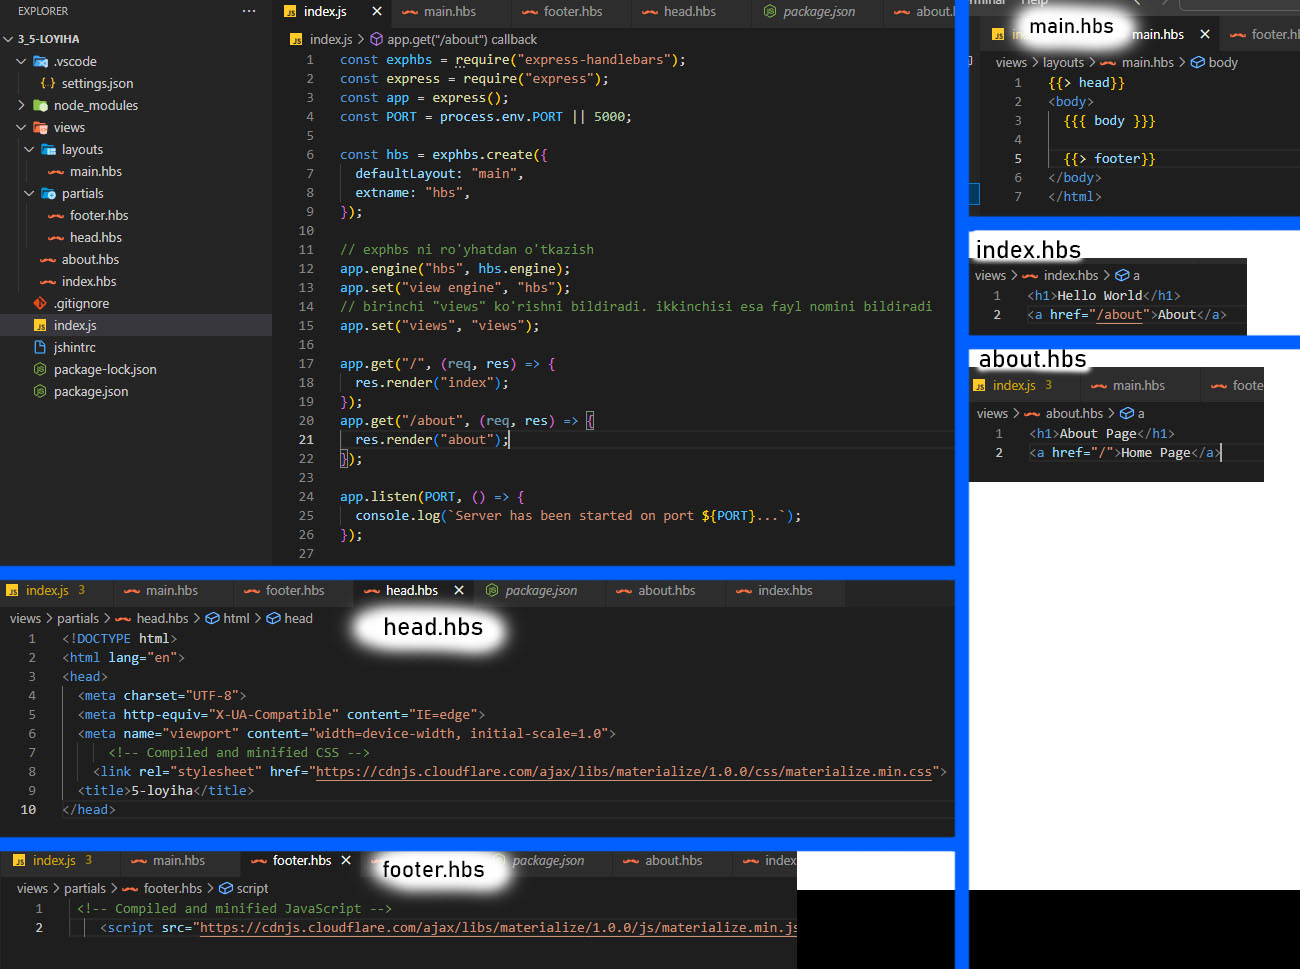 EXPLORER
···
3_5-LOYIHA
.vscode
{ } settings.json
node_modules
views
layouts
main.hbs
partials
footer.hbs
head.hbs
about.hbs
index.hbs
.gitignore
JS index.js
jshintrc
package-lock.json
package.json
JS index.js × main.hbs footer.hbs head.hbs package.json about.
JS index.js > app.get("/about") callback
1 const exphbs = require("express-handlebars");
2 const express = require("express");
3 const app = express();
4 const PORT = process.env.PORT || 5000;
5
6 const hbs = exphbs.create({
7 defaultLayout: "main",
8 extname: "hbs",
9 });
10
11 // exphbs ni ro'yhatdan o'tkazish
12 app.engine("hbs", hbs.engine);
13 app.set("view engine", "hbs");
14 // birinchi "views" ko'rishni bildiradi. ikkinchisi esa fayl nomini bildiradi
15 app.set("views", "views");
16
17 app.get("/", (req, res) => {
18 res.render("index");
19 });
20 app.get("/about", (req, res) => {
21 res.render("about");
22 });
23
24 app.listen(PORT, () => {
25 console.log(`Server has been started on port ${PORT}...`);
26 });
27
main.hbs
JS main.hbs × footer.h
views > layouts > main.hbs > body
1 {{> head}}
2 <body>
3 {{{ body }}}
4
5 {{> footer}}
6 </body>
7 </html>
index.hbs
views > index.hbs > a
1 <h1>Hello World</h1>
2 <a href="/about">About</a>
about.hbs
JS index.js 3 main.hbs foote
views > about.hbs > a
1 <h1>About Page</h1>
2 <a href="/">Home Page</a>
JS index.js 3 main.hbs footer.hbs head.hbs × package.json about.hbs index.hbs
views > partials > head.hbs > html > head
head.hbs
1 <!DOCTYPE html>
2 <html lang="en">
3 <head>
4 <meta charset="UTF-8">
5 <meta http-equiv="X-UA-Compatible" content="IE=edge">
6 <meta name="viewport" content="width=device-width, initial-scale=1.0">
7 <!-- Compiled and minified CSS -->
8 <link rel="stylesheet" href="https://cdnjs.cloudflare.com/ajax/libs/materialize/1.0.0/css/materialize.min.css">
9 <title>5-loyiha</title>
10 </head>
JS index.js 3 main.hbs footer.hbs × package.json about.hbs index
footer.hbs
views > partials > footer.hbs > script
1 <!-- Compiled and minified JavaScript -->
2 <script src="https://cdnjs.cloudflare.com/ajax/libs/materialize/1.0.0/js/materialize.min.js